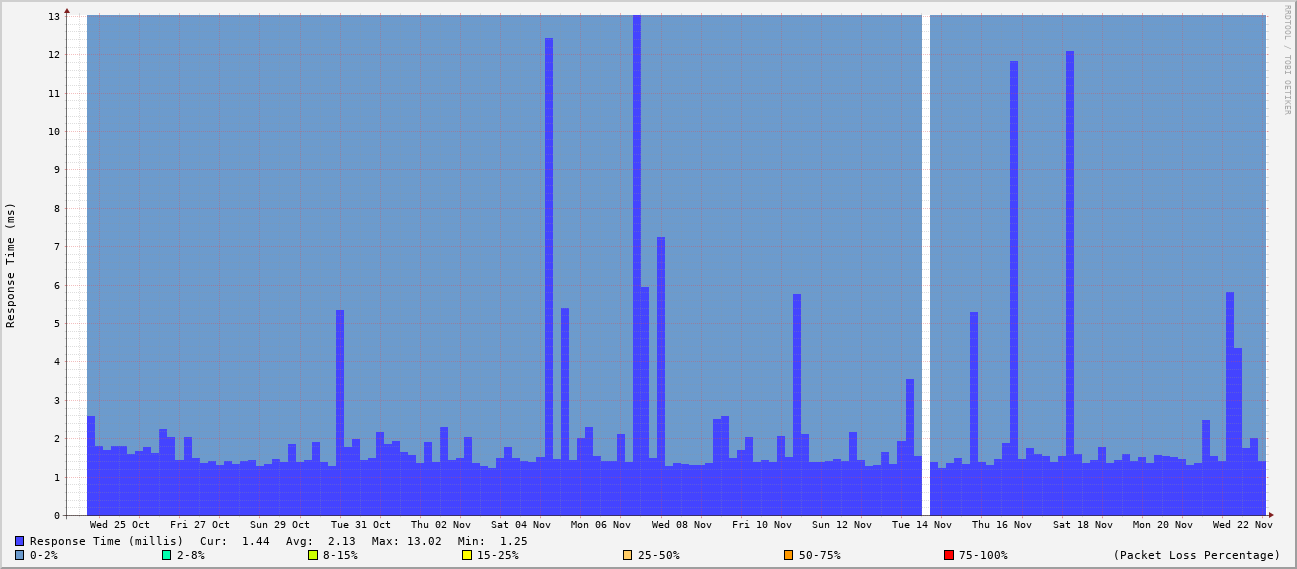 RRDTOOL / TOBI OETIKER
Response Time (ms)
13
12
11
10
9
8
7
6
5
4
3
2
1
0
Wed 25 Oct Fri 27 Oct Sun 29 Oct Tue 31 Oct Thu 02 Nov Sat 04 Nov Mon 06 Nov Wed 08 Nov Fri 10 Nov Sun 12 Nov Tue 14 Nov Thu 16 Nov Sat 18 Nov Mon 20 Nov Wed 22 Nov
Response Time (millis) Cur: 1.44 Avg: 2.13 Max: 13.02 Min: 1.25
0-2% 2-8% 8-15% 15-25% 25-50% 50-75% 75-100% (Packet Loss Percentage)